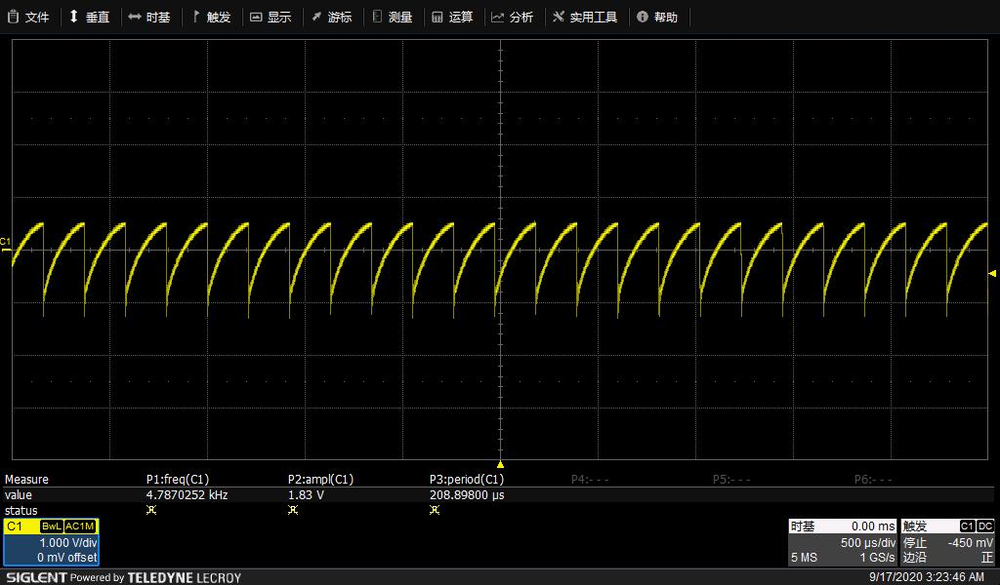 文件 垂直 时基 触发 显示 游标 测量 运算 分析 实用工具 帮助
C1
Measure P1:freq(C1) P2:ampl(C1) P3:period(C1) P4:- - - P5:- - - P6:- - -
value 4.7870252 kHz 1.83 V 208.89800 µs
status
C1 BwL AC1M
1.000 V/div
0 mV offset
时基 0.00 ms
500 µs/div
5 MS 1 GS/s
触发 C1 DC
停止 -450 mV
边沿 正
SIGLENT Powered by TELEDYNE LECROY
9/17/2020 3:23:46 AM